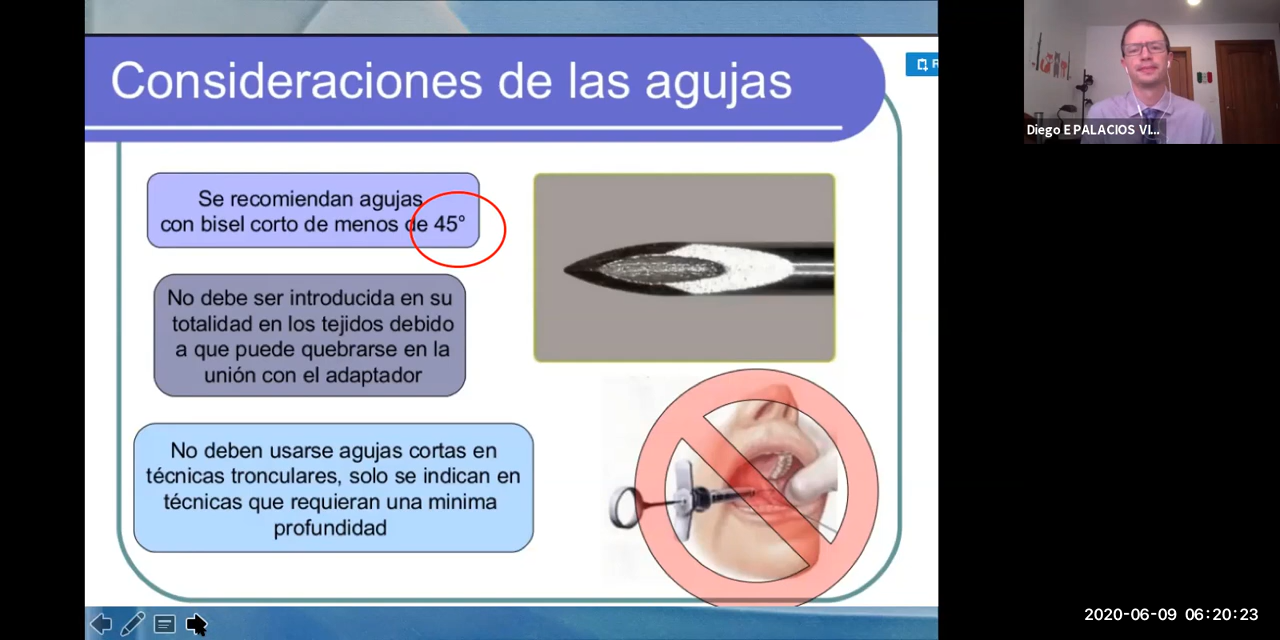 Consideraciones de las agujas
Se recomiendan agujas
con bisel corto de menos de 45°
No debe ser introducida en su
totalidad en los tejidos debido
a que puede quebrarse en la
unión con el adaptador
No deben usarse agujas cortas en
técnicas tronculares, solo se indican en
técnicas que requieran una minima
profundidad
Diego E PALACIOS VI...
2020-06-09 06:20:23